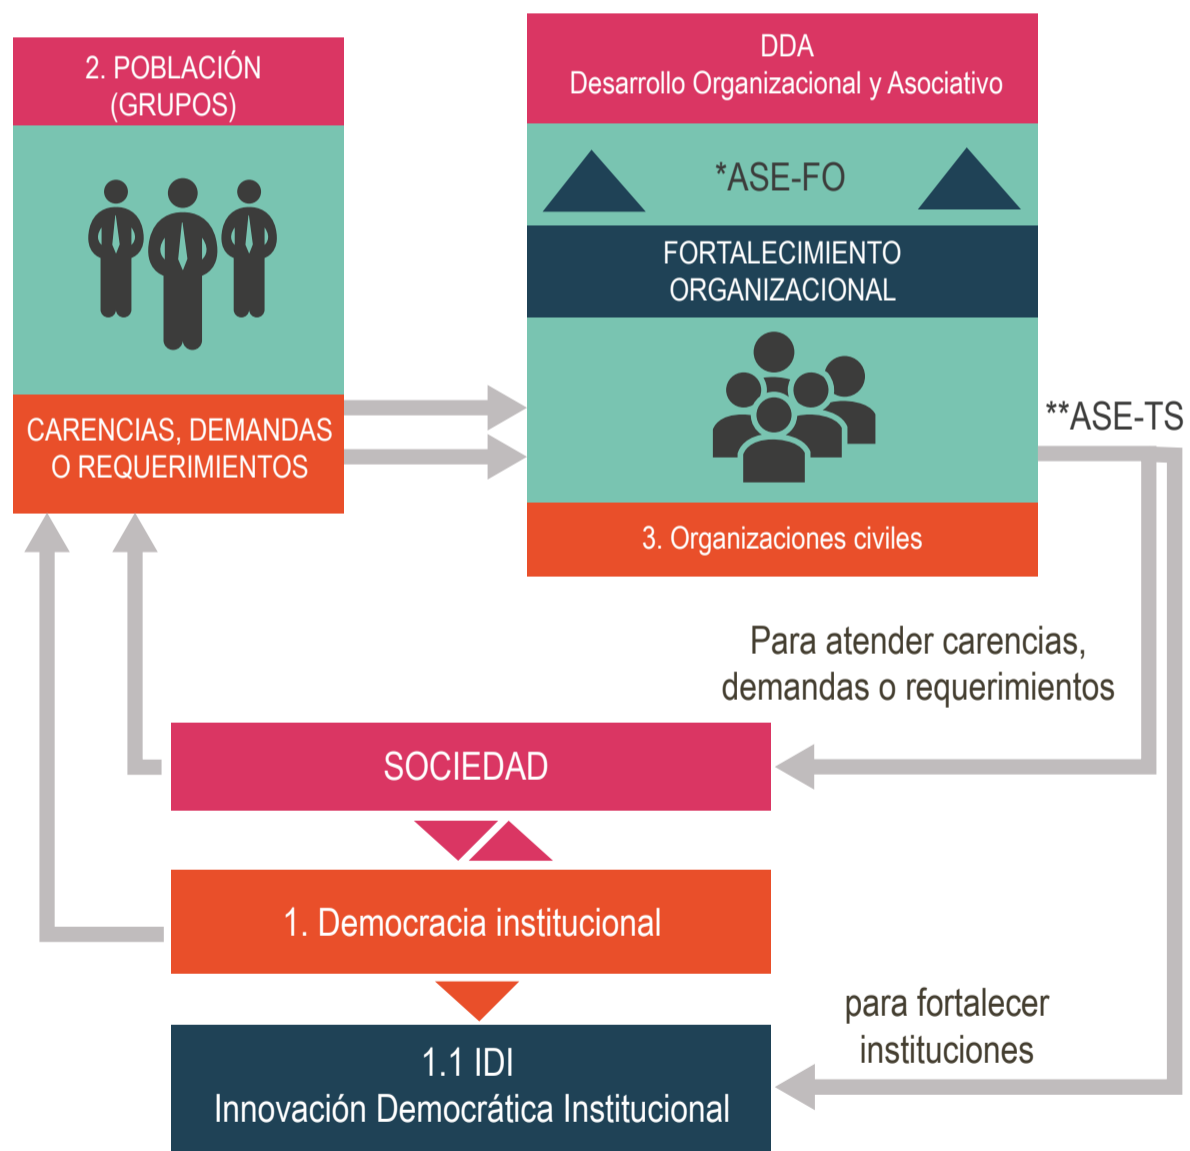 2. POBLACIÓN
(GRUPOS)
CARENCIAS, DEMANDAS
O REQUERIMIENTOS
DDA
Desarrollo Organizacional y Asociativo
*ASE-FO
FORTALECIMIENTO
ORGANIZACIONAL
3. Organizaciones civiles
**ASE-TS
Para atender carencias,
demandas o requerimientos
SOCIEDAD
1. Democracia institucional
para fortalecer
instituciones
1.1 IDI
Innovación Democrática Institucional